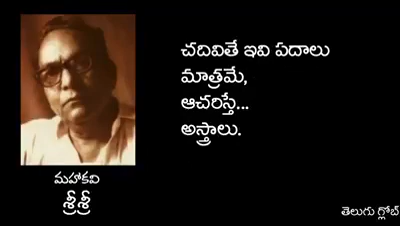 చదివితే ఇవి పదాలు
మాత్రమే,
ఆచరిస్తే...
అస్త్రాలు.
మహాకవి
శ్రీశ్రీ
తెలుగు గ్లోబ్